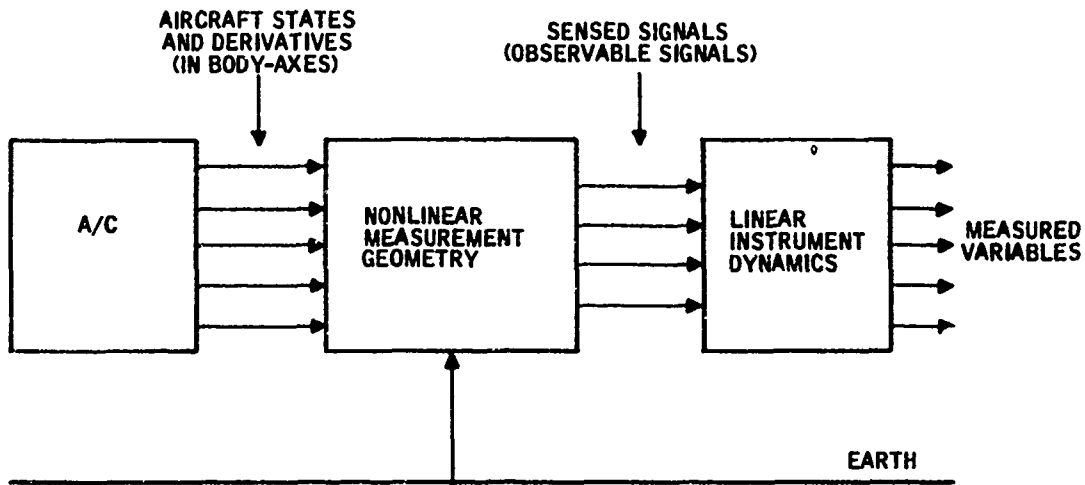 AIRCRAFT STATES
AND DERIVATIVES
(IN BODY-AXES)
SENSED SIGNALS
(OBSERVABLE SIGNALS)
A/C
NONLINEAR
MEASUREMENT
GEOMETRY
LINEAR
INSTRUMENT
DYNAMICS
MEASURED
VARIABLES
EARTH